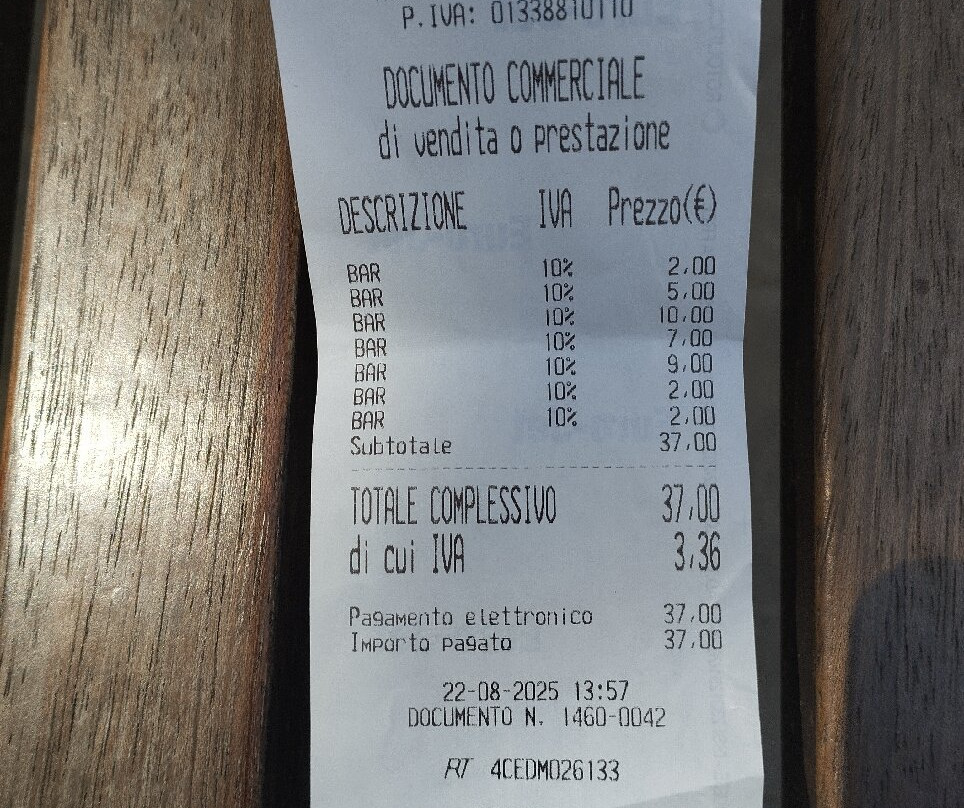 P.IVA: 01338810110
DOCUMENTO COMMERCIALE
di vendita o prestazione
DESCRIZIONE IVA Prezzo(€)
BAR 10% 2,00
BAR 10% 5,00
BAR 10% 10,00
BAR 10% 7,00
BAR 10% 9,00
BAR 10% 2,00
BAR 10% 2,00
Subtotale 37,00
TOTALE COMPLESSIVO 37,00
di cui IVA 3,36
Pagamento elettronico 37,00
Importo pagato 37,00
22-08-2025 13:57
DOCUMENTO N. 1460-0042
RT 4CEDM026133